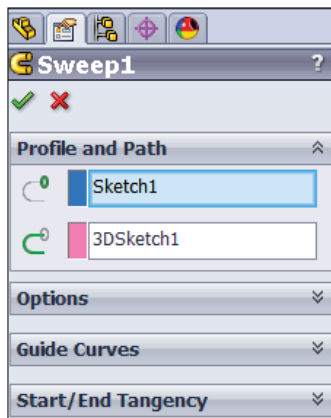 Sweep1 ?
Profile and Path
Sketch1
3DSketch1
Options
Guide Curves
Start/End Tangency